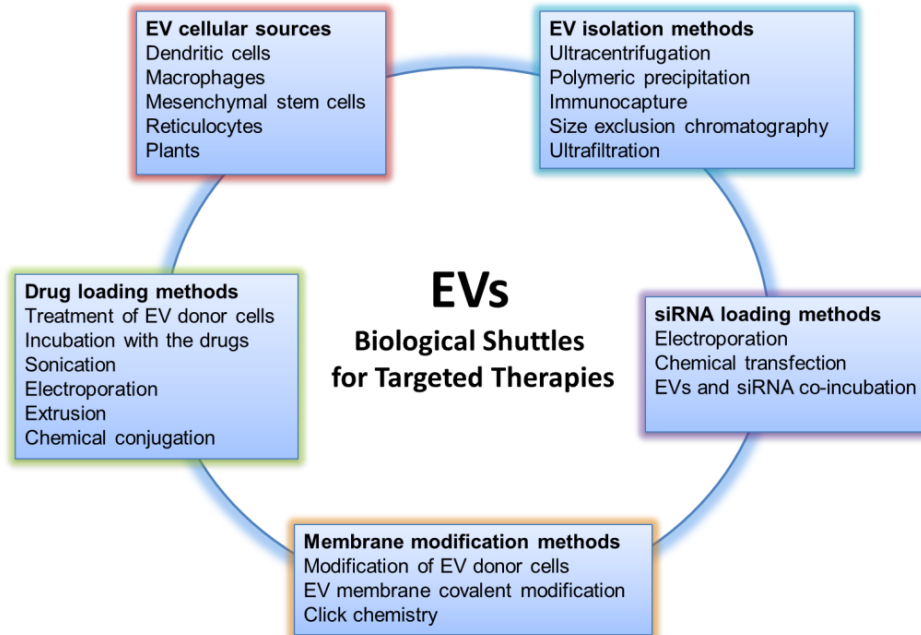 EV cellular sources
Dendritic cells
Macrophages
Mesenchymal stem cells
Reticulocytes
Plants
EV isolation methods
Ultracentrifugation
Polymeric precipitation
Immunocapture
Size exclusion chromatography
Ultrafiltration
Drug loading methods
Treatment of EV donor cells
Incubation with the drugs
Sonication
Electroporation
Extrusion
Chemical conjugation
EVs
Biological Shuttles
for Targeted Therapies
siRNA loading methods
Electroporation
Chemical transfection
EVs and siRNA co-incubation
Membrane modification methods
Modification of EV donor cells
EV membrane covalent modification
Click chemistry